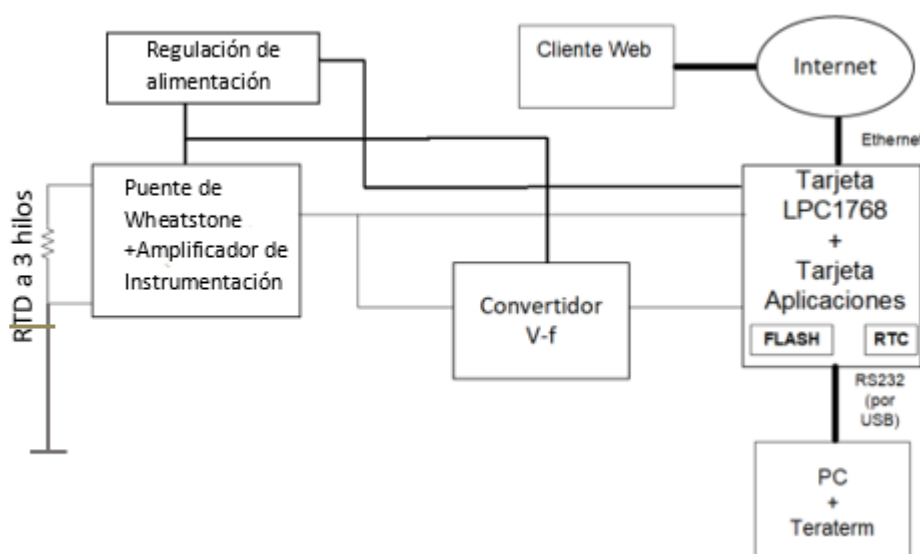 Regulación de
alimentación
Cliente Web
Internet
Ethernet
Puente de
Wheatstone
+Amplificador de
Instrumentación
RTD a 3 hilos
Convertidor
V-f
Tarjeta
LPC1768
+
Tarjeta
Aplicaciones
FLASH
RTC
RS232
(por
USB)
PC
+
Teraterm